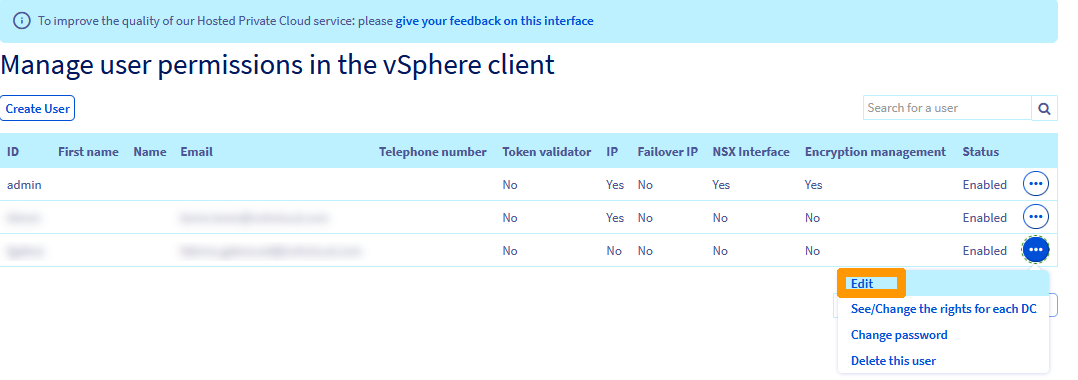 To improve the quality of our Hosted Private Cloud service: please give your feedback on this interface
Manage user permissions in the vSphere client
Create User
Search for a user
ID First name Name Email Telephone number Token validator IP Failover IP NSX Interface Encryption management Status
admin No Yes No Yes Yes Enabled
No Yes No No No Enabled
No No No No No Enabled
Edit
See/Change the rights for each DC
Change password
Delete this user